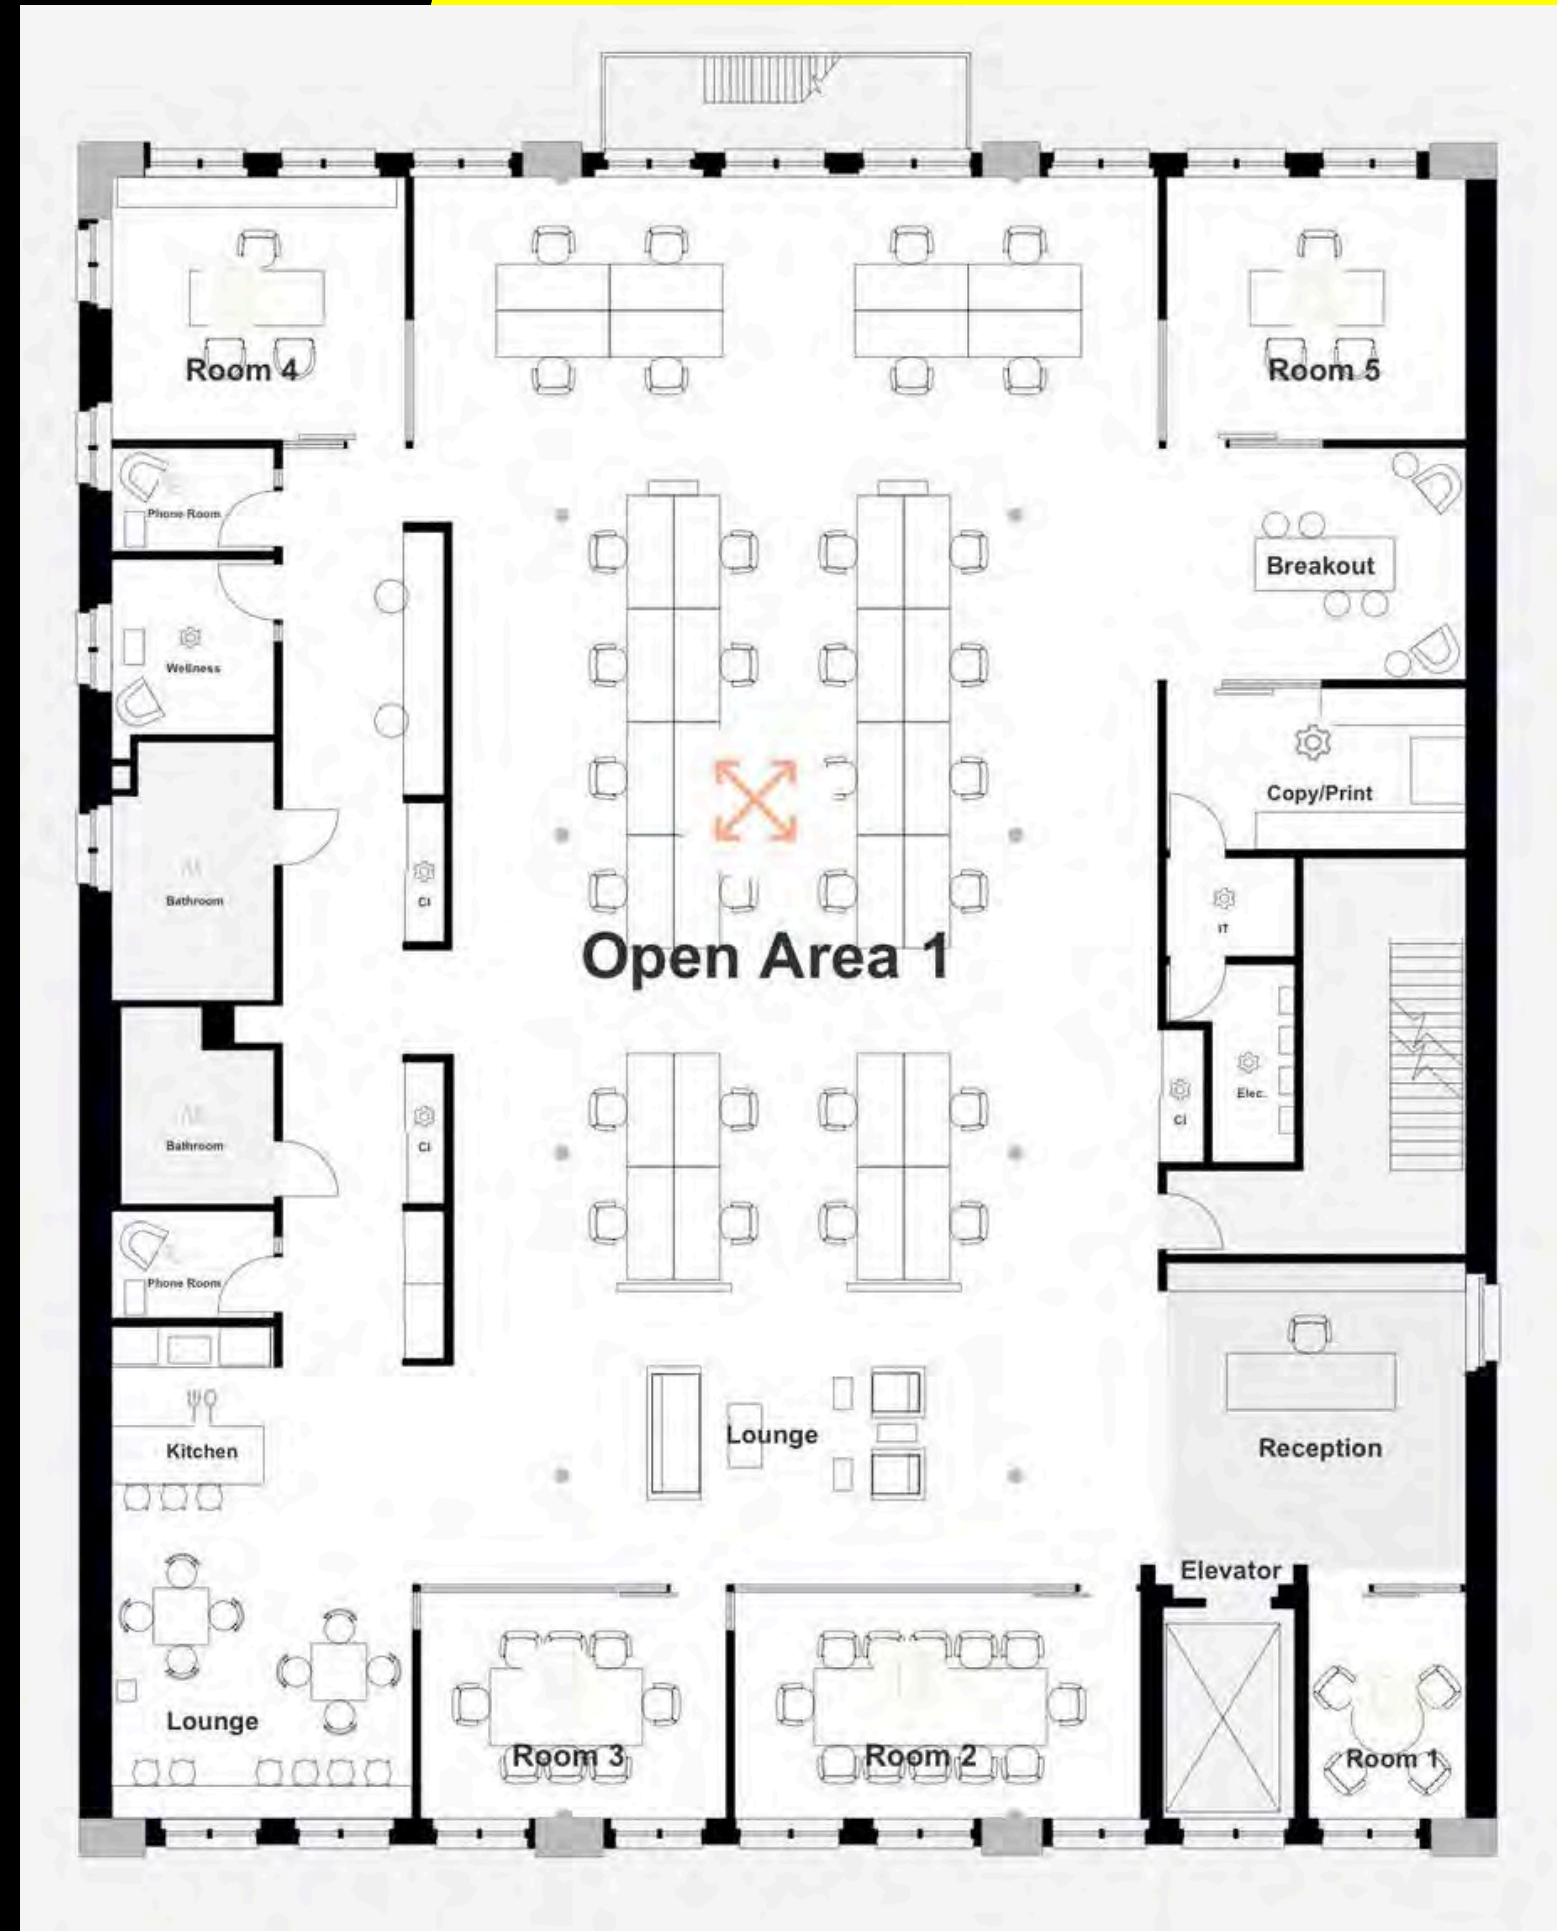 Room 4
Room 5
Phone Room
Breakout
Wellness
Copy/Print
Bathroom
CI
IT
Open Area 1
Elec.
CI
CI
Bathroom
Phone Room
Lounge
Kitchen
Reception
Elevator
Lounge
Room 3
Room 2
Room 1